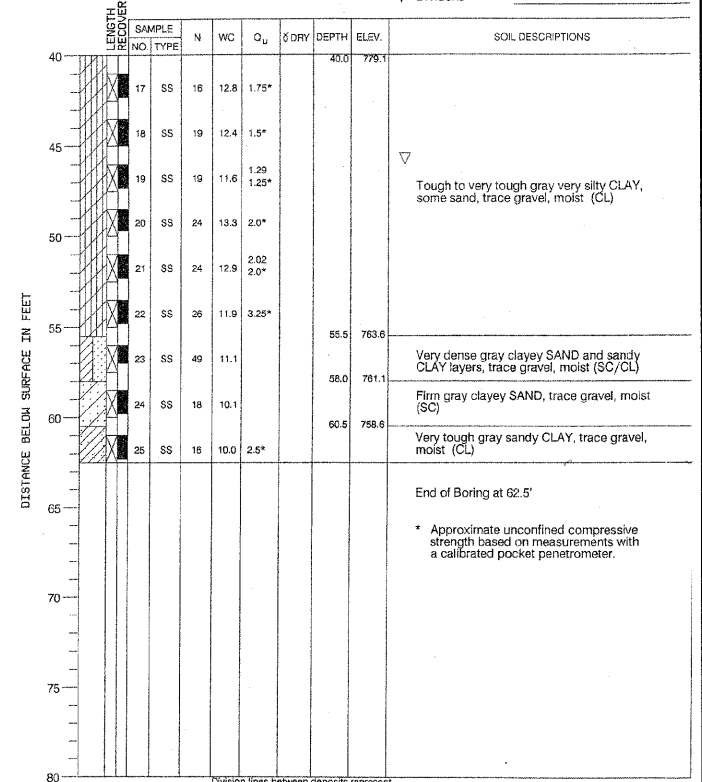 LENGTH
RECOVER
SAMPLE
NO. TYPE N WC Qu γ DRY DEPTH ELEV. SOIL DESCRIPTIONS
40 40.0 779.1
17 SS 16 12.8 1.75*
18 SS 19 12.4 1.5*
45
19 SS 19 11.6 1.29
1.25*
Tough to very tough gray very silty CLAY,
some sand, trace gravel, moist (CL)
20 SS 24 13.3 2.0*
50
21 SS 24 12.9 2.02
2.0*
22 SS 26 11.9 3.25*
55
55.5 763.6
23 SS 49 11.1
Very dense gray clayey SAND and sandy
CLAY layers, trace gravel, moist (SC/CL)
58.0 761.1
24 SS 18 10.1
Firm gray clayey SAND, trace gravel, moist
(SC)
60
60.5 758.6
25 SS 16 10.0 2.5*
Very tough gray sandy CLAY, trace gravel,
moist (CL)
End of Boring at 62.5'
65
* Approximate unconfined compressive
strength based on measurements with
a calibrated pocket penetrometer.
70
75
80
DISTANCE BELOW SURFACE IN FEET
Division lines between deposits represent